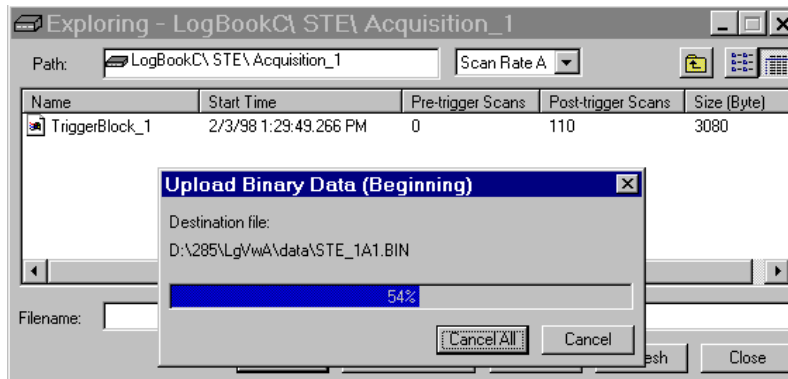 Exploring - LogBookC\ STE\ Acquisition_1
Path: LogBookC\ STE\ Acquisition_1 Scan Rate A
Name Start Time Pre-trigger Scans Post-trigger Scans Size (Byte)
TriggerBlock_1 2/3/98 1:29:49.266 PM 0 110 3080
Upload Binary Data (Beginning)
Destination file:
D:\285\LgVwA\data\STE_1A1.BIN
54%
Filename:
Cancel All Cancel
esh Close